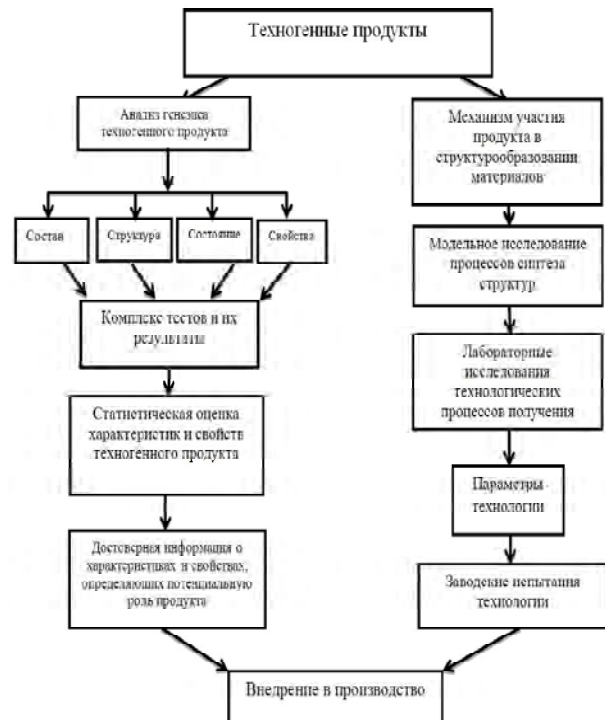 Техногенные продукты
Анализ генезиса
техногенного продукта
Состав
Структура
Состояние
Свойства
Комплекс тестов и их
результаты
Статистическая оценка
характеристик и свойств
техногенного продукта
Достоверная информация о
характеристиках и свойствах,
определяющих потенциальную
роль продукта
Механизм участия
продукта в
структурообразовании
материалов
Модельное исследование
процессов синтеза
структур
Лабораторные
исследования
технологических
процессов получения
Параметры
технологии
Заводские испытания
технологии
Внедрение в производство